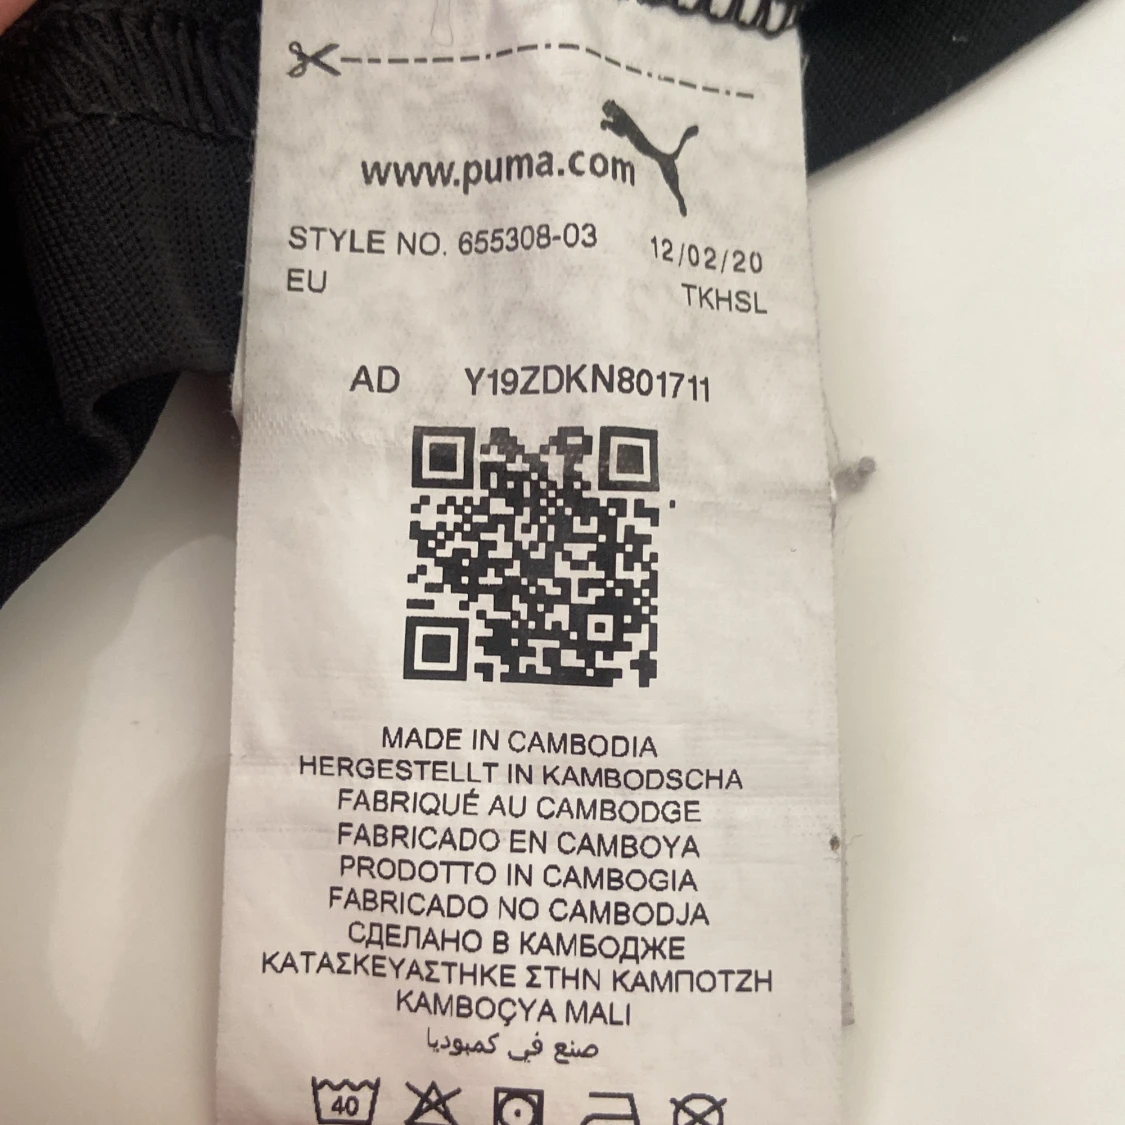 www.puma.com
STYLE NO. 655308-03 12/02/20
EU TKHSL
AD Y19ZDKN801711
MADE IN CAMBODIA
HERGESTELLT IN KAMBODSCHA
FABRIQUÉ AU CAMBODGE
FABRICADO EN CAMBOYA
PRODOTTO IN CAMBOGIA
FABRICADO NO CAMBODJA
СДЕЛАНО В КАМБОДЖЕ
ΚΑΤΑΣΚΕΥΑΣΤΗΚΕ ΣΤΗΝ ΚΑΜΠΟΤΖΗ
KAMBOÇYA MALI
صنع في كمبوديا
40